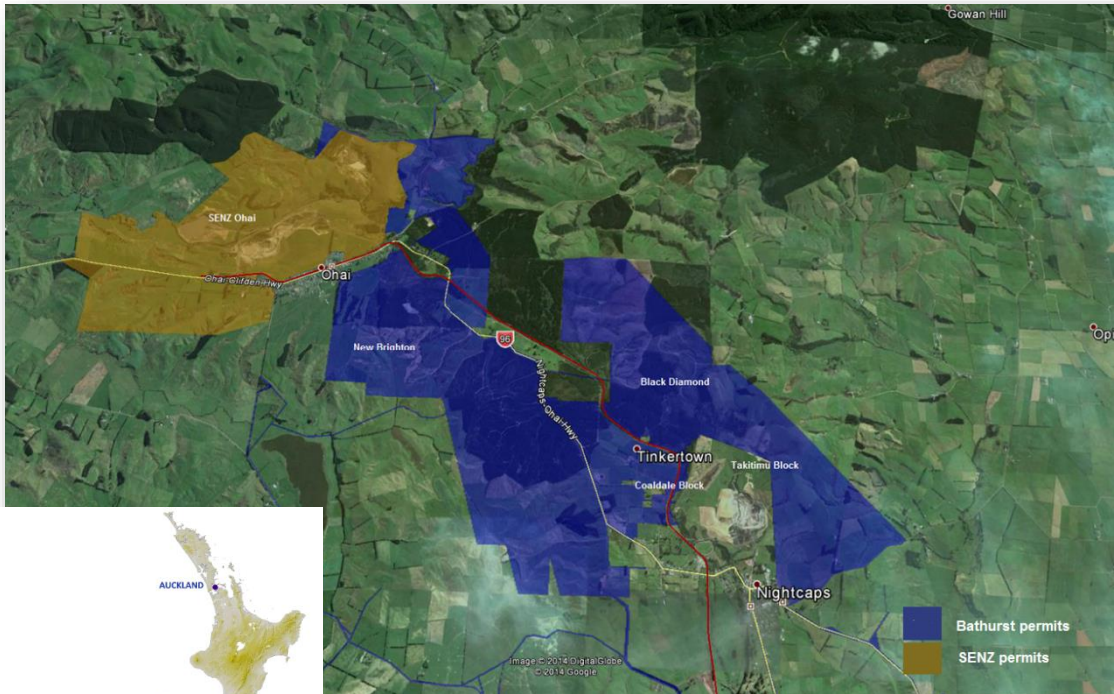 Gowan Hill
SENZ Ohai
Ohai
Ohai Clifden Hwy
New Brighton
96
Nightcaps-Ohai Hwy
Black Diamond
Tinkertown
Takitimu Block
Coaldale Block
Nightcaps
AUCKLAND
Bathurst permits
SENZ permits
Image © 2014 DigitalGlobe
© 2014 Google